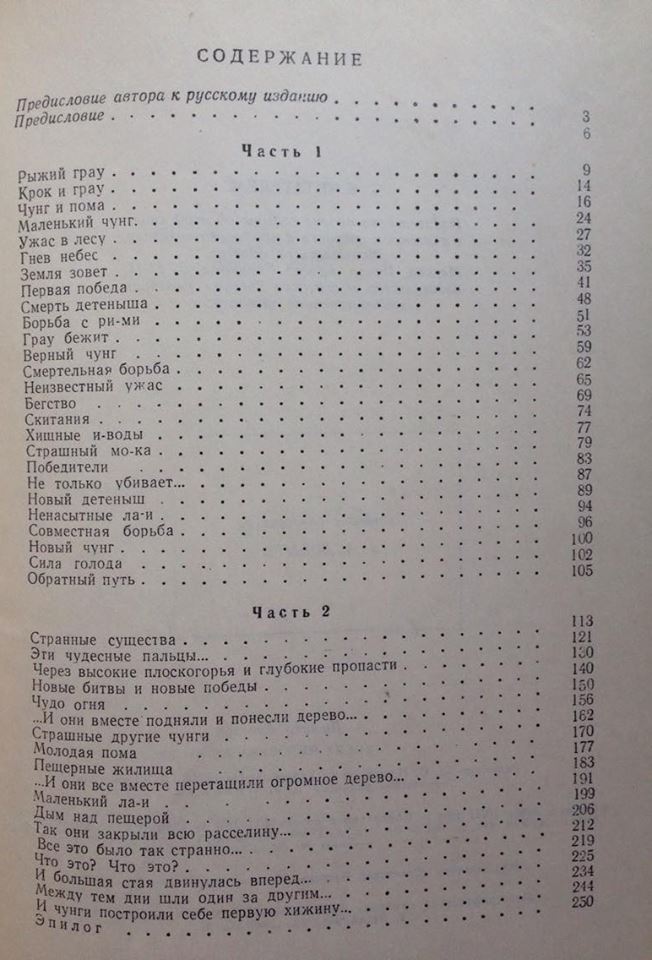 СОДЕРЖАНИЕ
Предисловие автора к русскому изданию . . . . . . . . . . 3
Предисловие . . . . . . . . . . 6
Часть 1
Рыжий грау . . . . . . . . . . 9
Крок и грау . . . . . . . . . . 14
Чунг и пома . . . . . . . . . . 16
Маленький чунг . . . . . . . . . . 24
Ужас в лесу . . . . . . . . . . 27
Гнев небес . . . . . . . . . . 32
Земля зовет . . . . . . . . . . 35
Первая победа . . . . . . . . . . 41
Смерть детеныша . . . . . . . . . . 48
Борьба с ри-ми . . . . . . . . . . 51
Грау бежит . . . . . . . . . . 53
Верный чунг . . . . . . . . . . 59
Смертельная борьба . . . . . . . . . . 62
Неизвестный ужас . . . . . . . . . . 65
Бегство . . . . . . . . . . 69
Скитания . . . . . . . . . . 74
Хищные и-воды . . . . . . . . . . 77
Страшный мо-ка . . . . . . . . . . 79
Победители . . . . . . . . . . 83
Не только убивает... . . . . . . . . . . 87
Новый детеныш . . . . . . . . . . 89
Ненасытные ла-и . . . . . . . . . . 94
Совместная борьба . . . . . . . . . . 96
Новый чунг . . . . . . . . . . 100
Сила голода . . . . . . . . . . 102
Обратный путь . . . . . . . . . . 105
Часть 2
Странные существа . . . . . . . . . . 113
Эти чудесные пальцы... . . . . . . . . . . 121
Через высокие плоскогорья и глубокие пропасти . . . . . . . . . . 130
Новые битвы и новые победы . . . . . . . . . . 140
Чудо огня . . . . . . . . . . 150
...И они вместе подняли и понесли дерево... . . . . . . . . . . 156
Страшные другие чунги . . . . . . . . . . 162
Молодая пома . . . . . . . . . . 170
Пещерные жилища . . . . . . . . . . 177
...И они все вместе перетащили огромное дерево... . . . . . . . . . . 183
Маленький ла-и . . . . . . . . . . 191
Дым над пещерой . . . . . . . . . . 199
Так они закрыли всю расселину... . . . . . . . . . . 206
Все это было так странно... . . . . . . . . . . 212
Что это? Что это? . . . . . . . . . . 219
И большая стая двинулась вперед... . . . . . . . . . . 225
Между тем дни шли один за другим... . . . . . . . . . . 234
И чунги построили себе первую хижину... . . . . . . . . . . 244
Эпилог . . . . . . . . . . 250